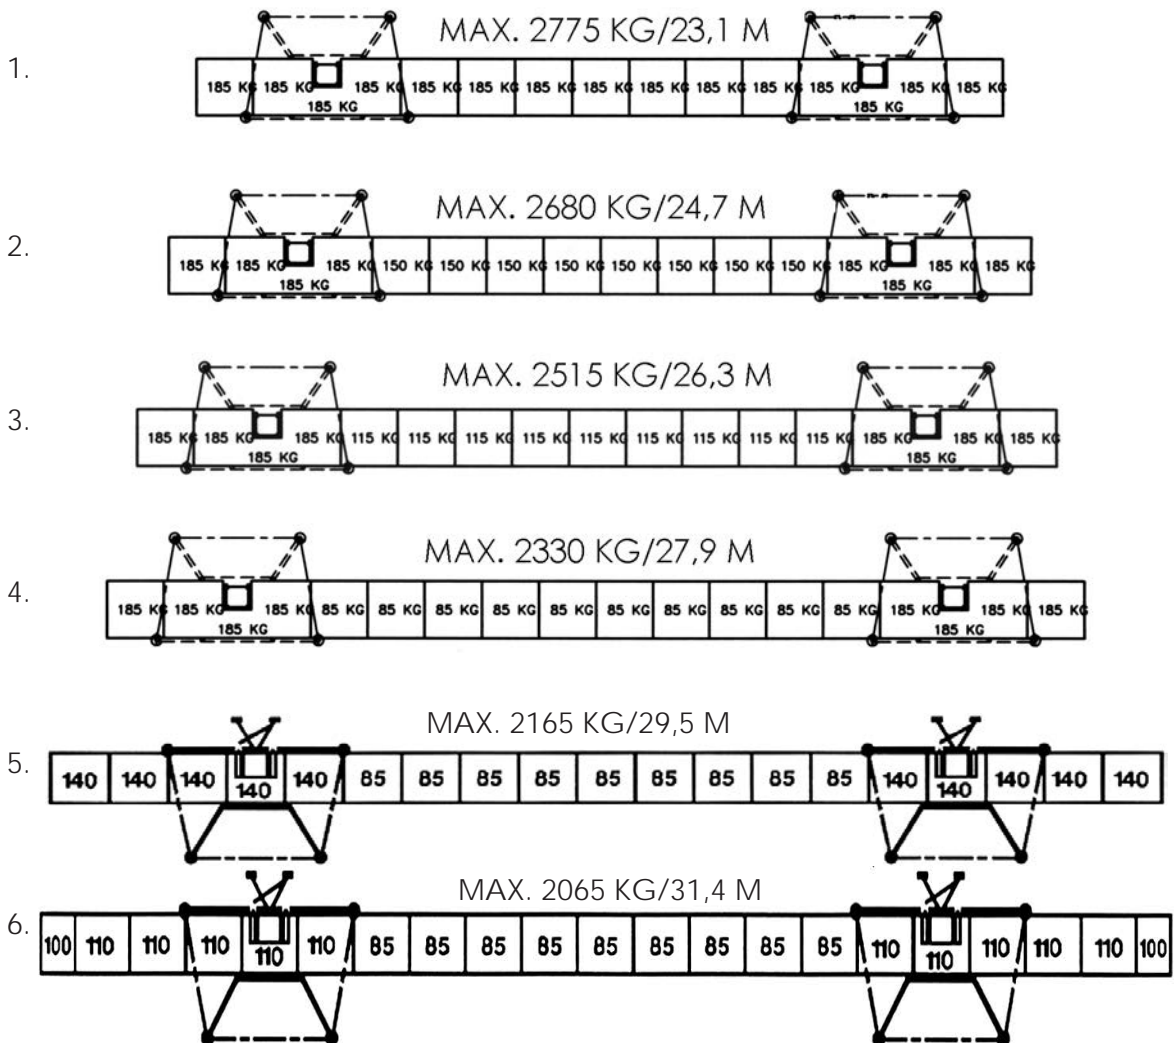 MAX. 2775 KG/23,1 M
1.
185 KG 185 KG 185 KG 185 KG 185 KG 185 KG 185 KG 185 KG 185 KG 185 KG 185 KG 185 KG 185 KG
185 KG 185 KG
MAX. 2680 KG/24,7 M
2.
185 KG 185 KG 185 KG 150 KG 150 KG 150 KG 150 KG 150 KG 150 KG 150 KG 150 KG 185 KG 185 KG 185 KG
185 KG 185 KG
MAX. 2515 KG/26,3 M
3.
185 KG 185 KG 185 KG 115 KG 115 KG 115 KG 115 KG 115 KG 115 KG 115 KG 115 KG 115 KG 185 KG 185 KG 185 KG
185 KG 185 KG
MAX. 2330 KG/27,9 M
4.
185 KG 185 KG 185 KG 85 KG 85 KG 85 KG 85 KG 85 KG 85 KG 85 KG 85 KG 85 KG 85 KG 185 KG 185 KG 185 KG
185 KG 185 KG
MAX. 2165 KG/29,5 M
5.
140 140 140 140 85 85 85 85 85 85 85 85 85 140 140 140 140
140 140
MAX. 2065 KG/31,4 M
6.
100 110 110 110 110 85 85 85 85 85 85 85 85 85 110 110 110 110 100
110 110